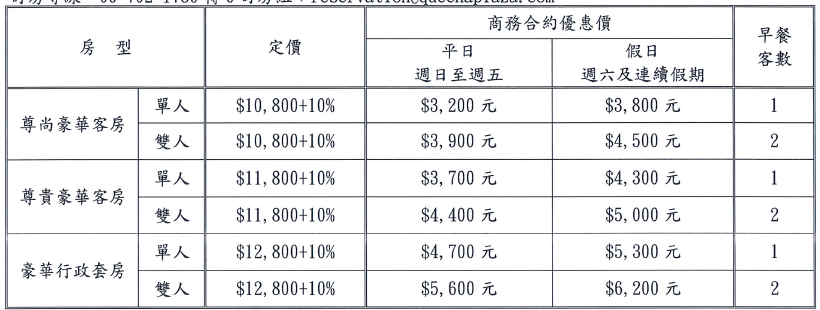 房 型 定價 商務合約優惠價 早餐客數
平日 週日至週五 假日 週六及連續假期
尊尚豪華客房 單人 $10,800+10% $3,200 元 $3,800 元 1
雙人 $10,800+10% $3,900 元 $4,500 元 2
尊貴豪華客房 單人 $11,800+10% $3,700 元 $4,300 元 1
雙人 $11,800+10% $4,400 元 $5,000 元 2
豪華行政套房 單人 $12,800+10% $4,700 元 $5,300 元 1
雙人 $12,800+10% $5,600 元 $6,200 元 2